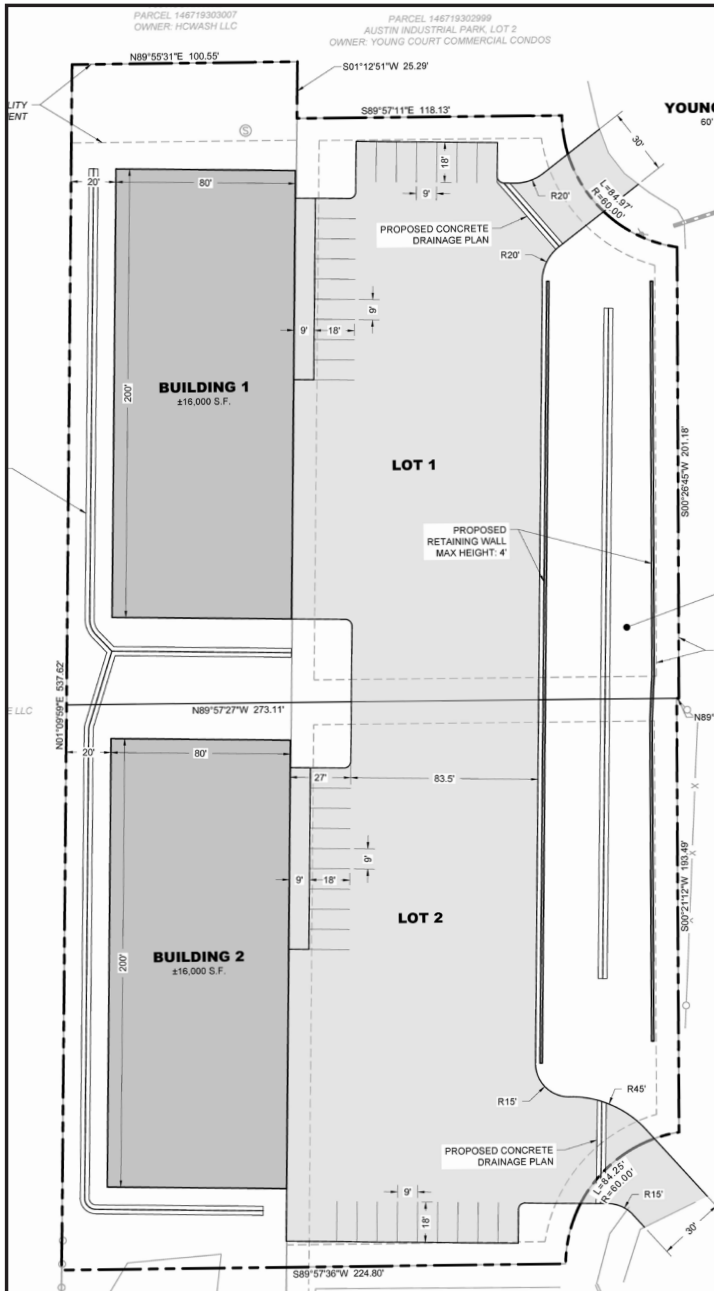 PARCEL 146719303007
OWNER: HCWASH LLC
PARCEL 146719302999
AUSTIN INDUSTRIAL PARK, LOT 2
OWNER: YOUNG COURT COMMERCIAL CONDOS
N89°55'31"E 100.55'
S01°12'51"W 25.29'
S89°57'11"E 118.13'
LITY
ENT
S
YOUNG
60'
30'
L=84.97'
R=60.00'
R20'
18'
9'
20'
80'
PROPOSED CONCRETE
DRAINAGE PLAN
R20'
9'
9'
18'
200'
BUILDING 1
±16,000 S.F.
LOT 1
S00°26'45"W 201.18'
PROPOSED
RETAINING WALL
MAX HEIGHT: 4'
N01°09'59"E 537.62'
E LLC
N89°57'27"W 273.11'
N89°
20'
80'
27'
83.5'
9'
9'
18'
200'
LOT 2
S00°21'12"W 193.49'
X
X
X
BUILDING 2
±16,000 S.F.
R15'
R45'
PROPOSED CONCRETE
DRAINAGE PLAN
L=84.25'
R=60.00'
R15'
30'
9'
18'
S89°57'36"W 224.80'